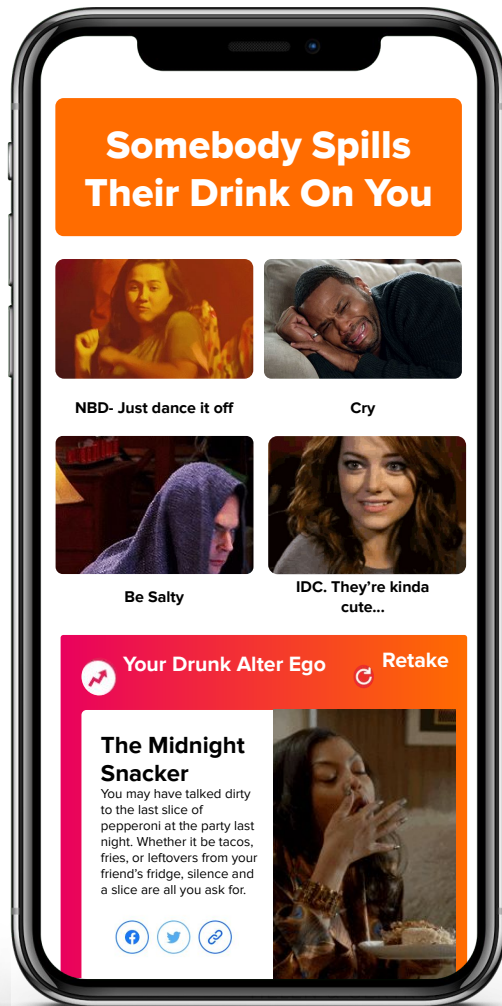 Somebody Spills
Their Drink On You
NBD- Just dance it off
Cry
Be Salty
IDC. They’re kinda
cute...
Your Drunk Alter Ego
Retake
The Midnight
Snacker
You may have talked dirty
to the last slice of
pepperoni at the party last
night. Whether it be tacos,
fries, or leftovers from your
friend’s fridge, silence and
a slice are all you ask for.